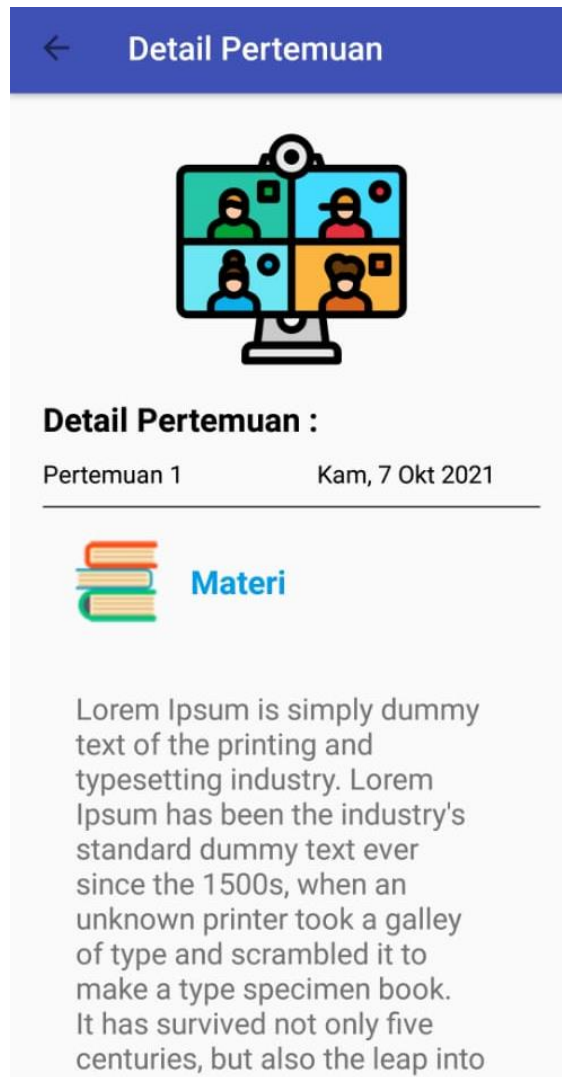 Detail Pertemuan
Detail Pertemuan :
Pertemuan 1 Kam, 7 Okt 2021
Materi
Lorem Ipsum is simply dummy
text of the printing and
typesetting industry. Lorem
Ipsum has been the industry's
standard dummy text ever
since the 1500s, when an
unknown printer took a galley
of type and scrambled it to
make a type specimen book.
It has survived not only five
centuries, but also the leap into